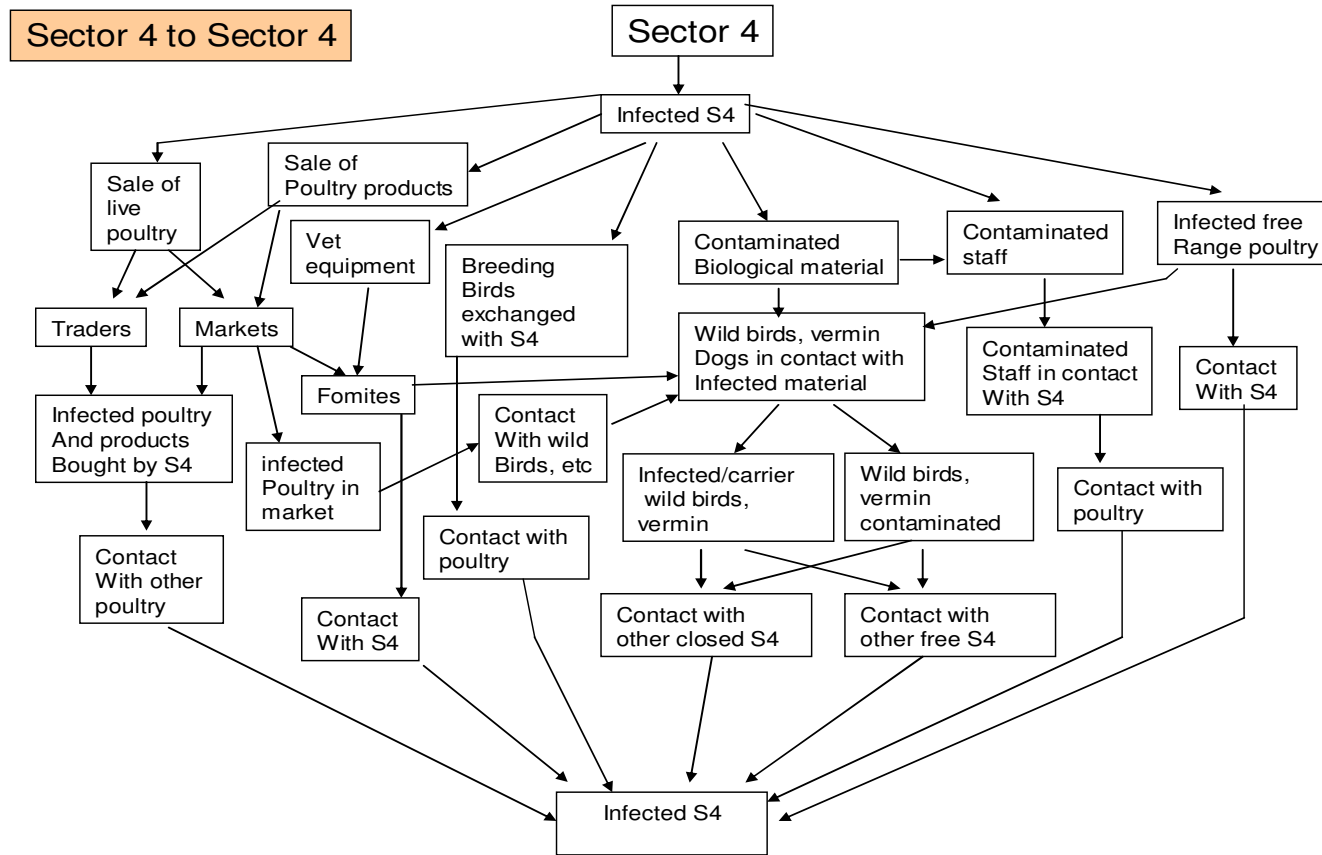 Sector 4 to Sector 4
Sector 4
Infected S4
Sale of
live
poultry
Sale of
Poultry products
Vet
equipment
Breeding
Birds
exchanged
with S4
Contaminated
Biological material
Contaminated
staff
Infected free
Range poultry
Traders
Markets
Fomites
Wild birds, vermin
Dogs in contact with
Infected material
Contaminated
Staff in contact
With S4
Contact
With S4
Infected poultry
And products
Bought by S4
infected
Poultry in
market
Contact
With wild
Birds, etc
Infected/carrier
wild birds,
vermin
Wild birds,
vermin
contaminated
Contact with
poultry
Contact
With other
poultry
Contact with
poultry
Contact
With S4
Contact with
other closed S4
Contact with
other free S4
Infected S4